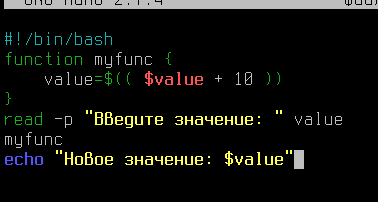 #!/bin/bash
function myfunc {
    value=$(( $value + 10 ))
}
read -p "Введите значение: " value
myfunc
echo "Новое значение: $value"